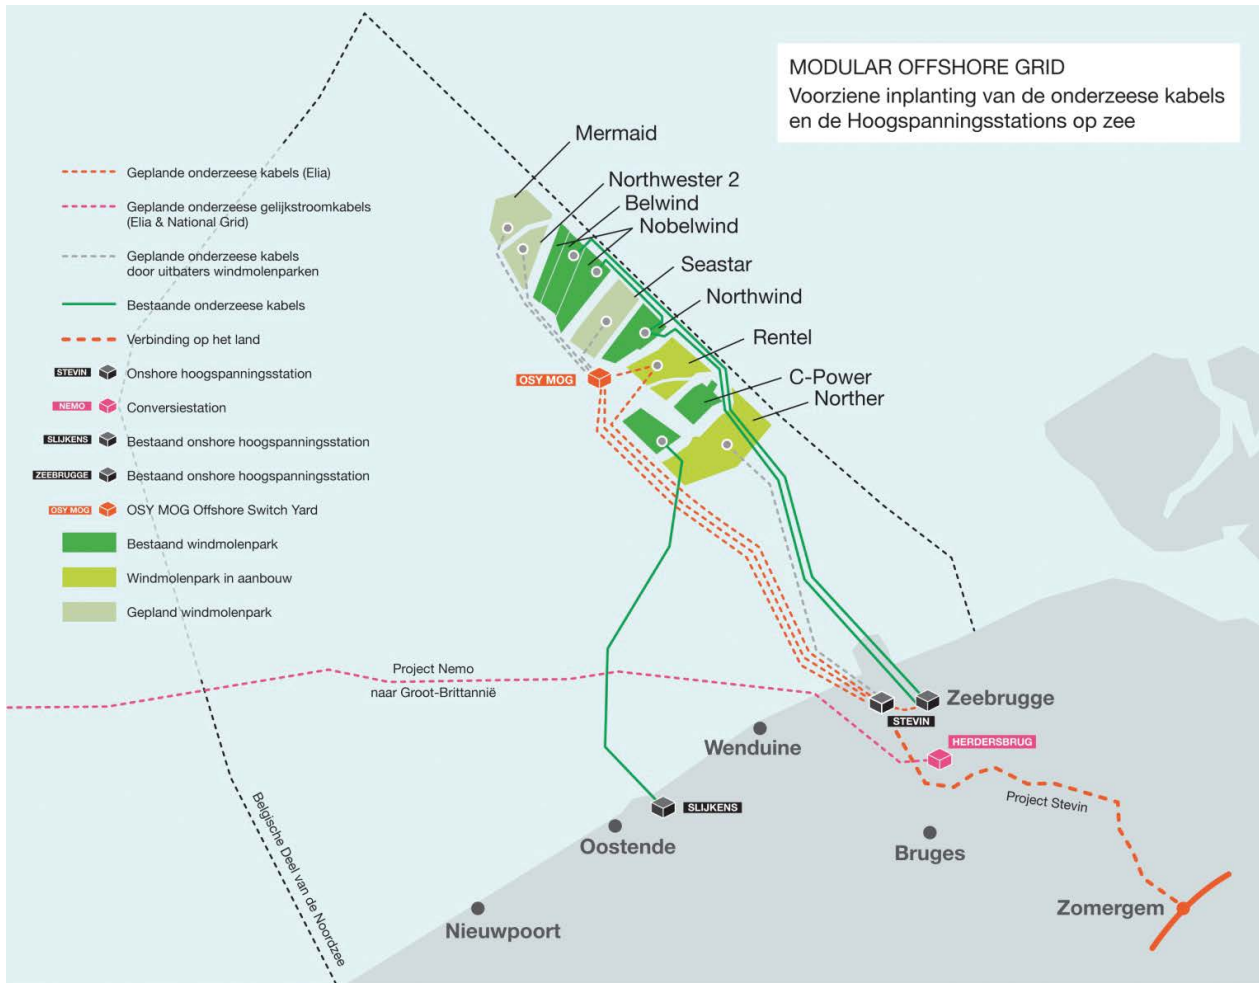 MODULAR OFFSHORE GRID
Voorziene inplanting van de onderzeese kabels
en de Hoogspanningsstations op zee
Mermaid
Northwester 2
Belwind
Nobelwind
Seastar
Northwind
Rentel
C-Power
Norther
OSY MOG
Geplande onderzeese kabels (Elia)
Geplande onderzeese gelijkstroomkabels
(Elia & National Grid)
Geplande onderzeese kabels
door uitbaters windmolenparken
Bestaande onderzeese kabels
Verbinding op het land
STEVIN Onshore hoogspanningsstation
NEMO Conversiestation
SLIJKENS Bestaand onshore hoogspanningsstation
ZEEBRUGGE Bestaand onshore hoogspanningsstation
OSY MOG OSY MOG Offshore Switch Yard
Bestaand windmolenpark
Windmolenpark in aanbouw
Gepland windmolenpark
Project Nemo
naar Groot-Brittannië
Zeebrugge
STEVIN
HERDERSBRUG
Wenduine
Project Stevin
SLIJKENS
Oostende
Bruges
Belgische Deel van de Noordzee
Nieuwpoort
Zomergem